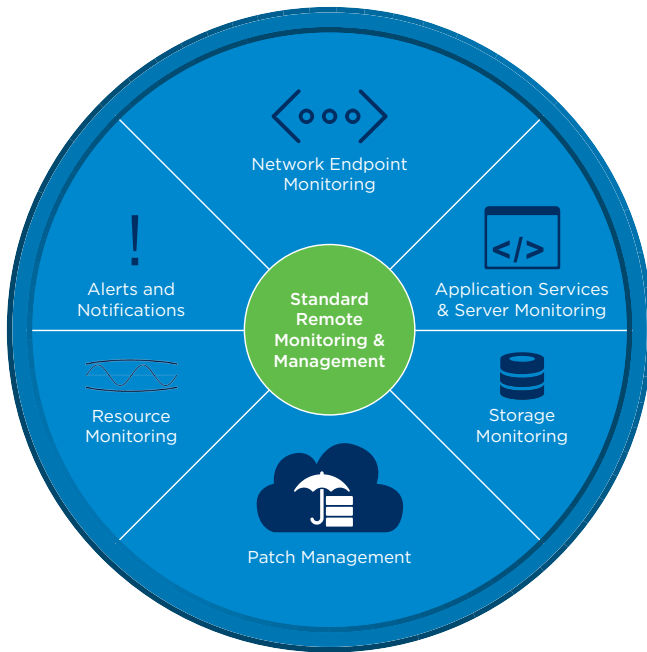 Network Endpoint
Monitoring
Application Services
& Server Monitoring
Storage
Monitoring
Patch Management
Resource
Monitoring
Alerts and
Notifications
Standard
Remote
Monitoring &
Management